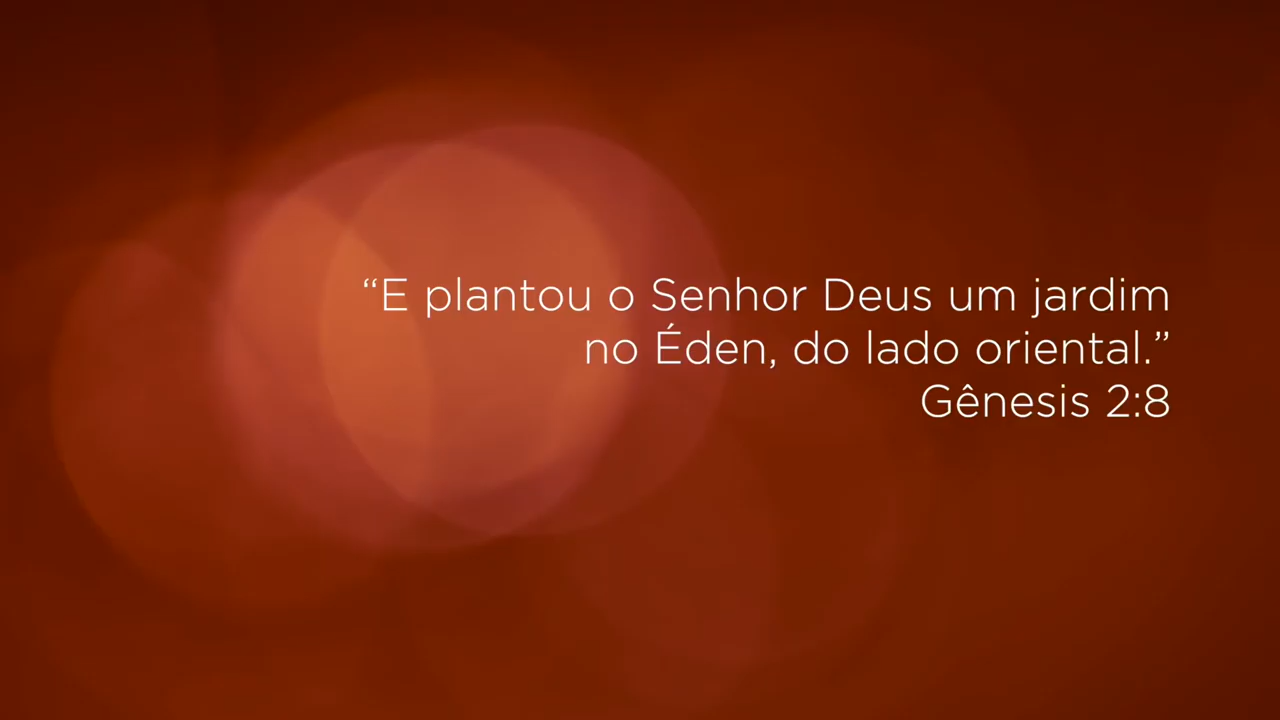 “E plantou o Senhor Deus um jardim
no Éden, do lado oriental.”
Gênesis 2:8